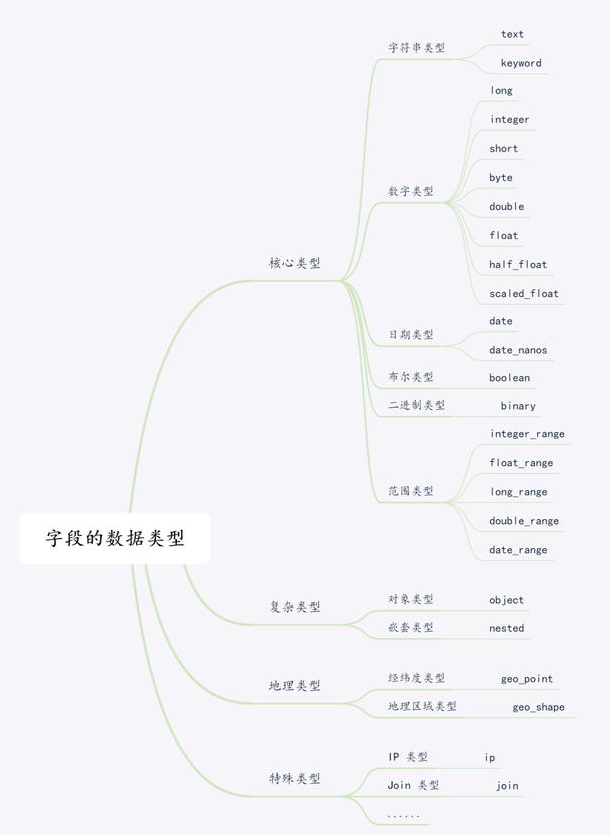 字段的数据类型
核心类型
字符串类型
text
keyword
数字类型
long
integer
short
byte
double
float
half_float
scaled_float
日期类型
date
date_nanos
布尔类型
boolean
二进制类型
binary
范围类型
integer_range
float_range
long_range
double_range
date_range
复杂类型
对象类型
object
嵌套类型
nested
地理类型
经纬度类型
geo_point
地理区域类型
geo_shape
特殊类型
IP 类型
ip
Join 类型
join
......